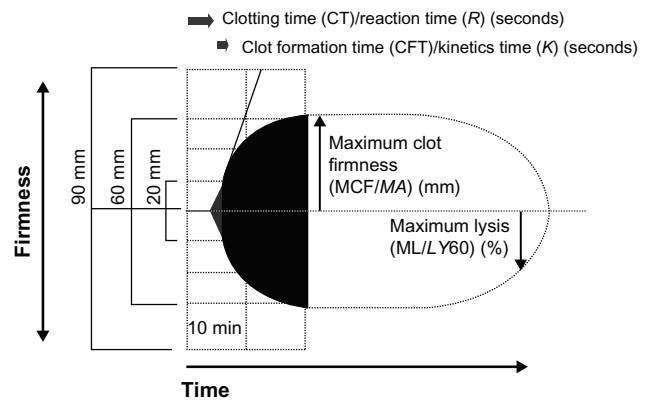 Clotting time (CT)/reaction time (R) (seconds)
Clot formation time (CFT)/kinetics time (K) (seconds)
Firmness
90 mm
60 mm
20 mm
Maximum clot
firmness
(MCF/MA) (mm)
Maximum lysis
(ML/LY60) (%)
10 min
Time